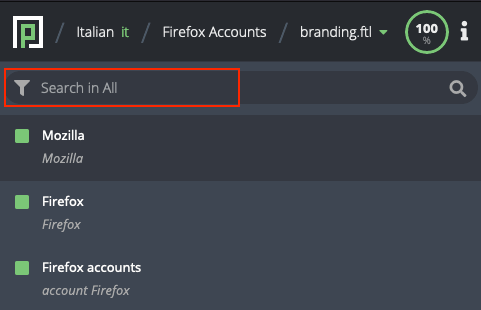 Italian it
Firefox Accounts
branding.ftl
100
%
Search in All
Mozilla
Mozilla
Firefox
Firefox
Firefox accounts
account Firefox